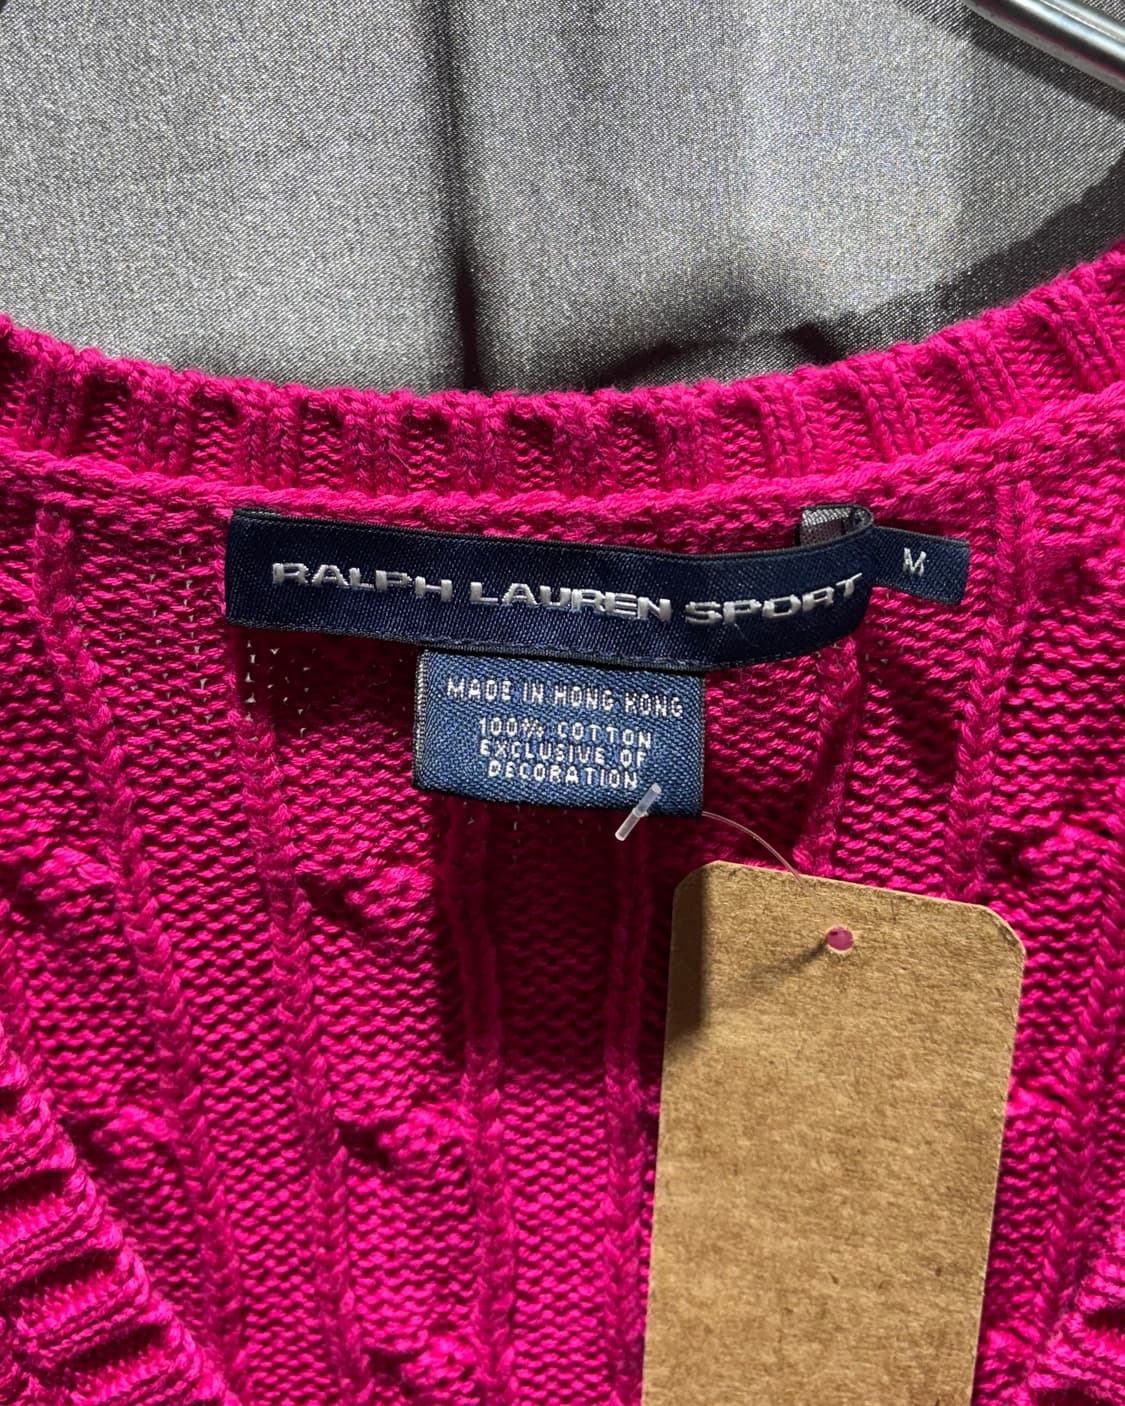 RALPH LAUREN SPORT
M
MADE IN HONG KONG
100% COTTON
EXCLUSIVE OF
DECORATION